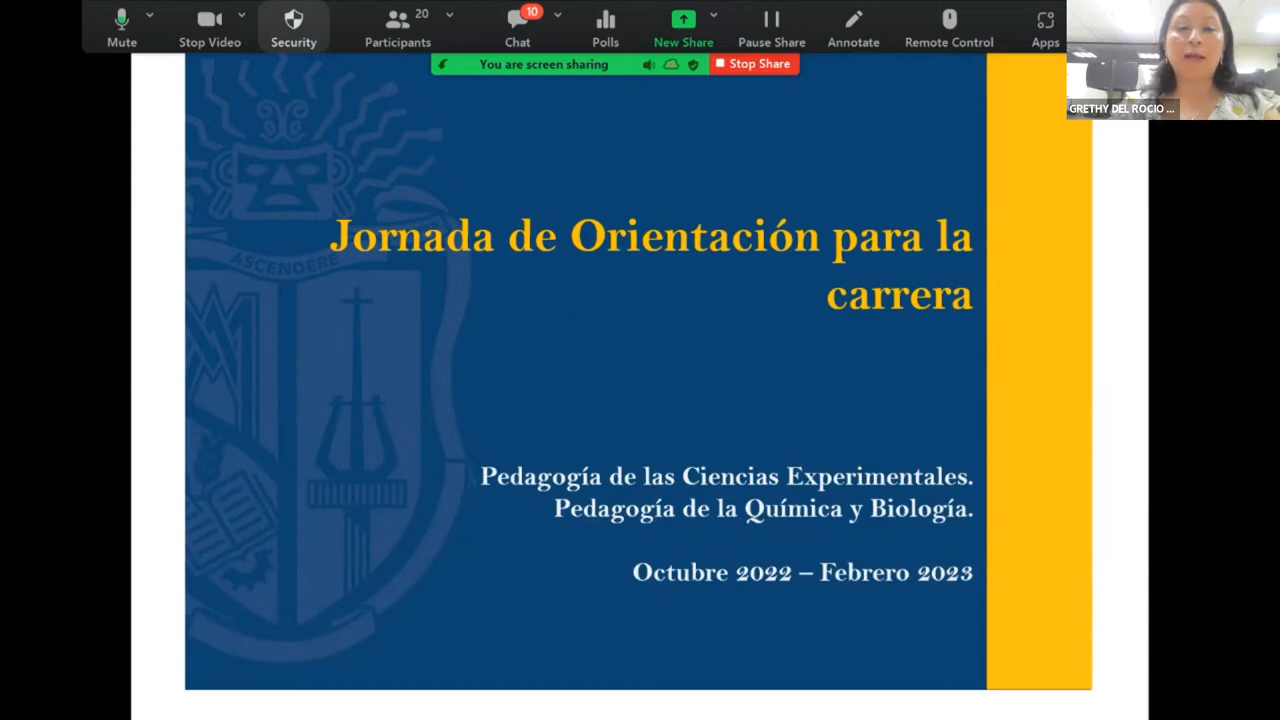 Mute
Stop Video
Security
Participants
20
Chat
10
Polls
New Share
Pause Share
Annotate
Remote Control
Apps
You are screen sharing
Stop Share
GRETHY DEL ROCIO ...
ASCENDERE
Jornada de Orientación para la
carrera
Pedagogía de las Ciencias Experimentales.
Pedagogía de la Química y Biología.
Octubre 2022 – Febrero 2023